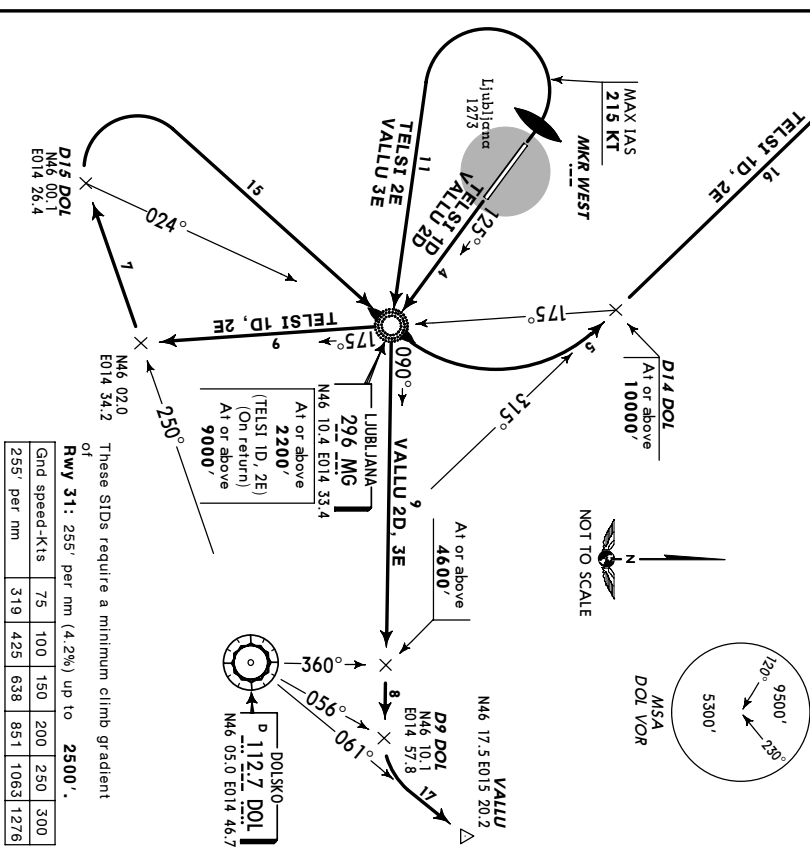 TELSI 1D, 2E
16
MAX IAS
215 KT
Ljubljana
1273
MKR WEST
TELSI 1D
VALLU 2D
125°
4
11
TELSI 2E
VALLU 3E
D14 DOL
At or above
10000'
5
175°
315°
MSA
DOL VOR
120°
9500'
230°
5300'
N
NOT TO SCALE
D15 DOL
N46 00.1
E014 26.4
15
024°
7
TELSI 1D, 2E
9
175°
N46 02.0
E014 34.2
250°
090°
LJUBLJANA
296 MG
N46 10.4 E014 33.4
At or above
2200'
(TELSI 1D, 2E)
(On return)
At or above
9000'
9
VALLU 2D, 3E
At or above
4600'
360°
8
D9 DOL
N46 10.1
E014 57.8
056°
061°
17
VALLU
N46 17.5 E015 20.2
DOLSKO
D 112.7 DOL
N46 05.0 E014 46.7
These SIDs require a minimum climb gradient
of
Rwy 31: 255' per nm (4.2%) up to 2500'.
Gnd speed-Kts 75 100 150 200 250 300
255' per nm 319 425 638 851 1063 1276